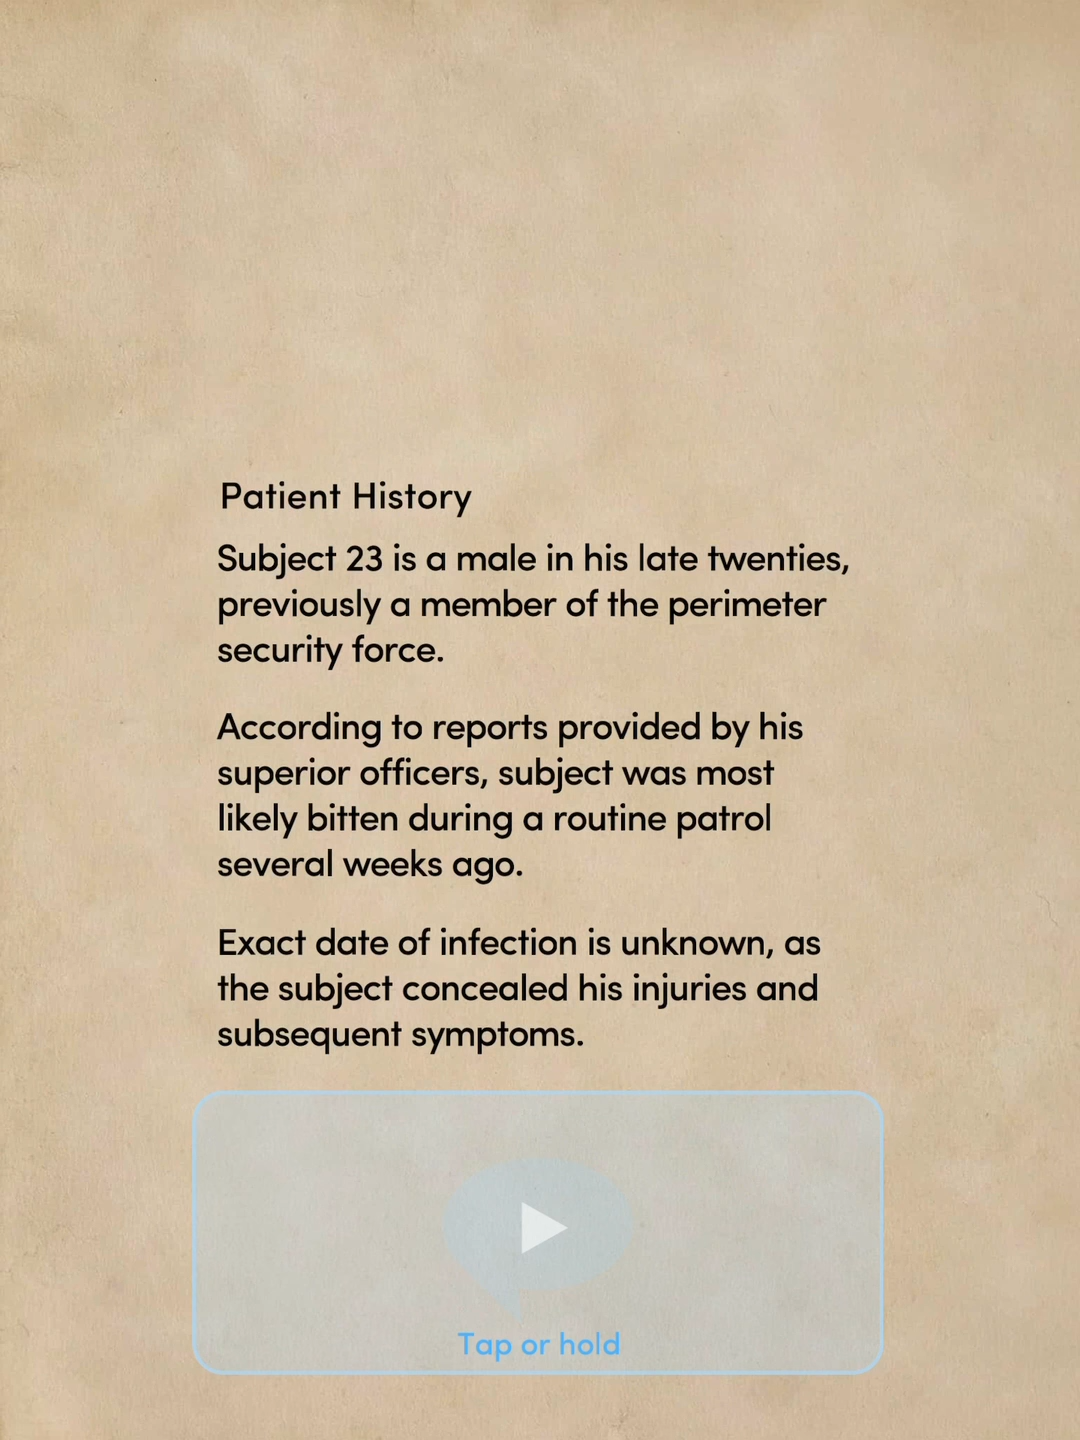 Patient History
Subject 23 is a male in his late twenties,
previously a member of the perimeter
security force.
According to reports provided by his
superior officers, subject was most
likely bitten during a routine patrol
several weeks ago.
Exact date of infection is unknown, as
the subject concealed his injuries and
subsequent symptoms.
Tap or hold